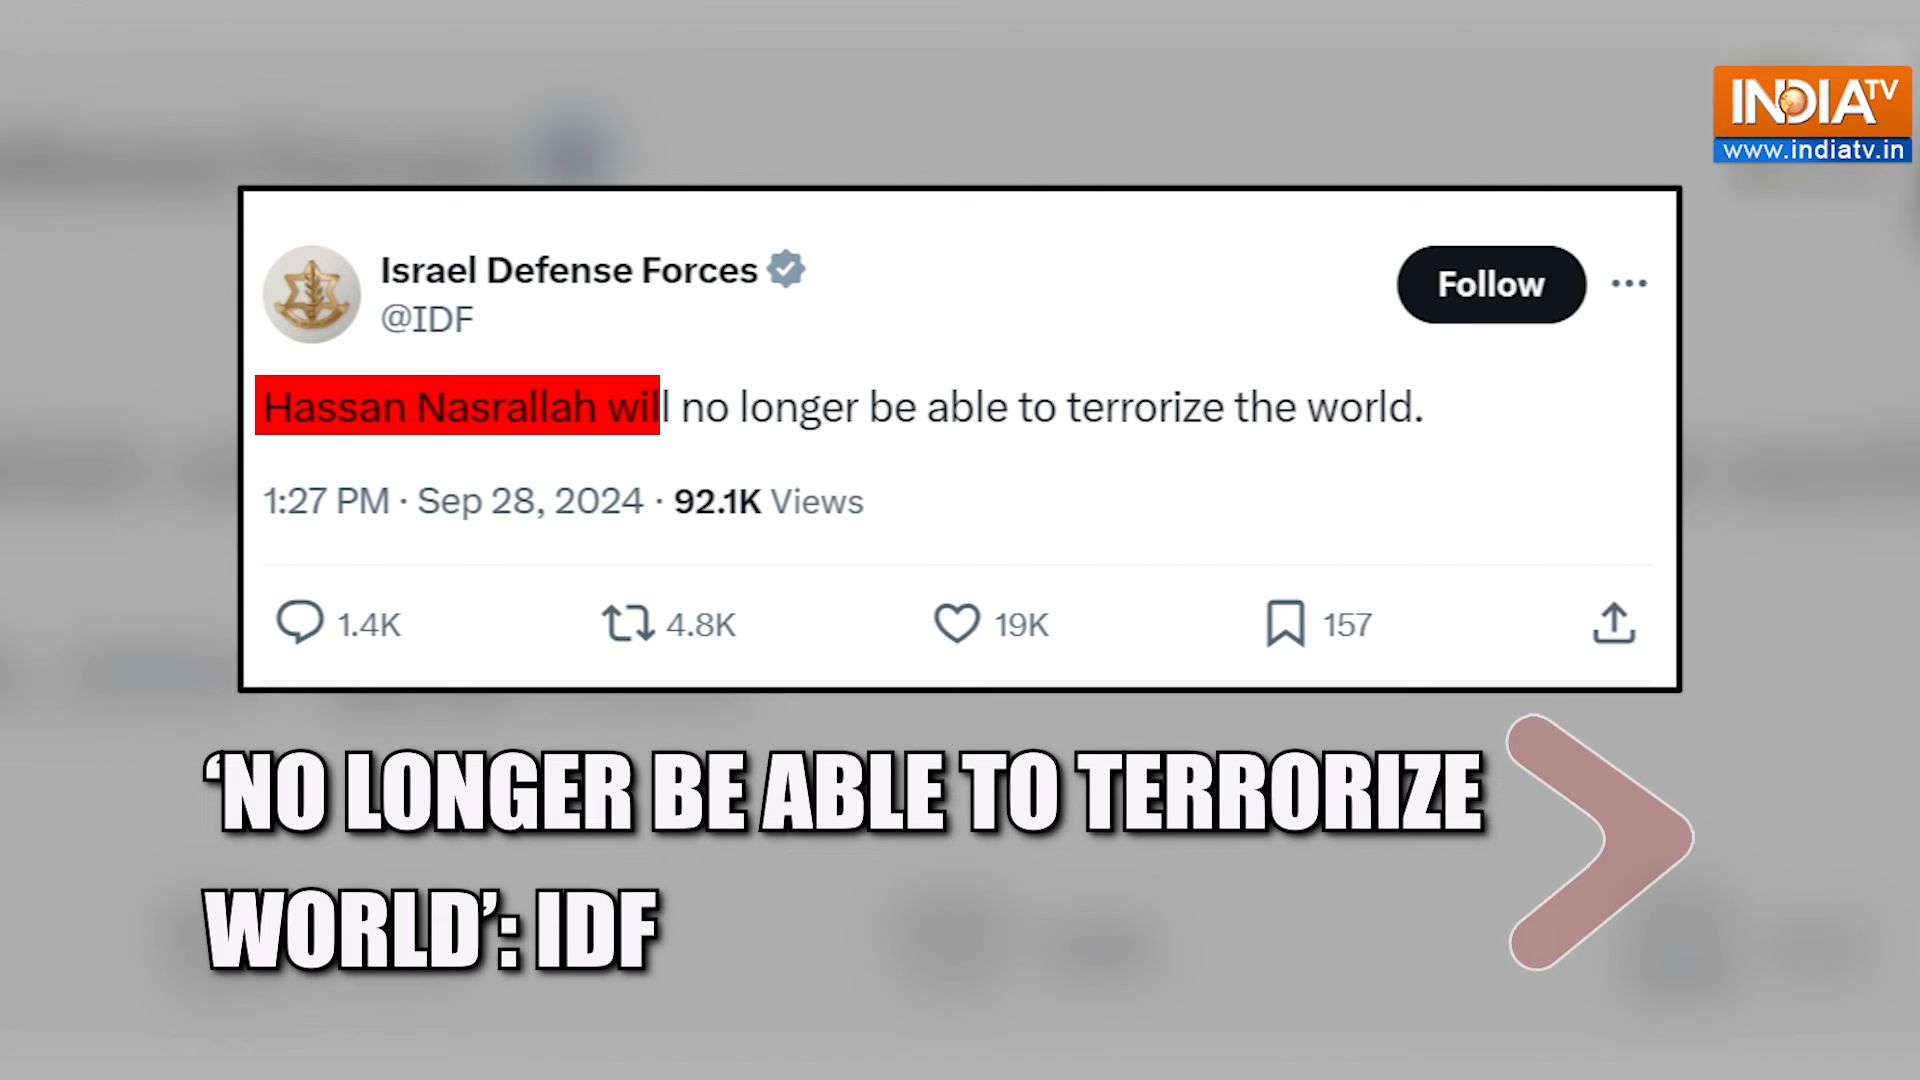 INDIA TV
www.indiatv.in
Israel Defense Forces
@IDF
Follow
Hassan Nasrallah will no longer be able to terrorize the world.
1:27 PM · Sep 28, 2024 · 92.1K Views
1.4K 4.8K 19K 157
‘NO LONGER BE ABLE TO TERRORIZE
WORLD’: IDF